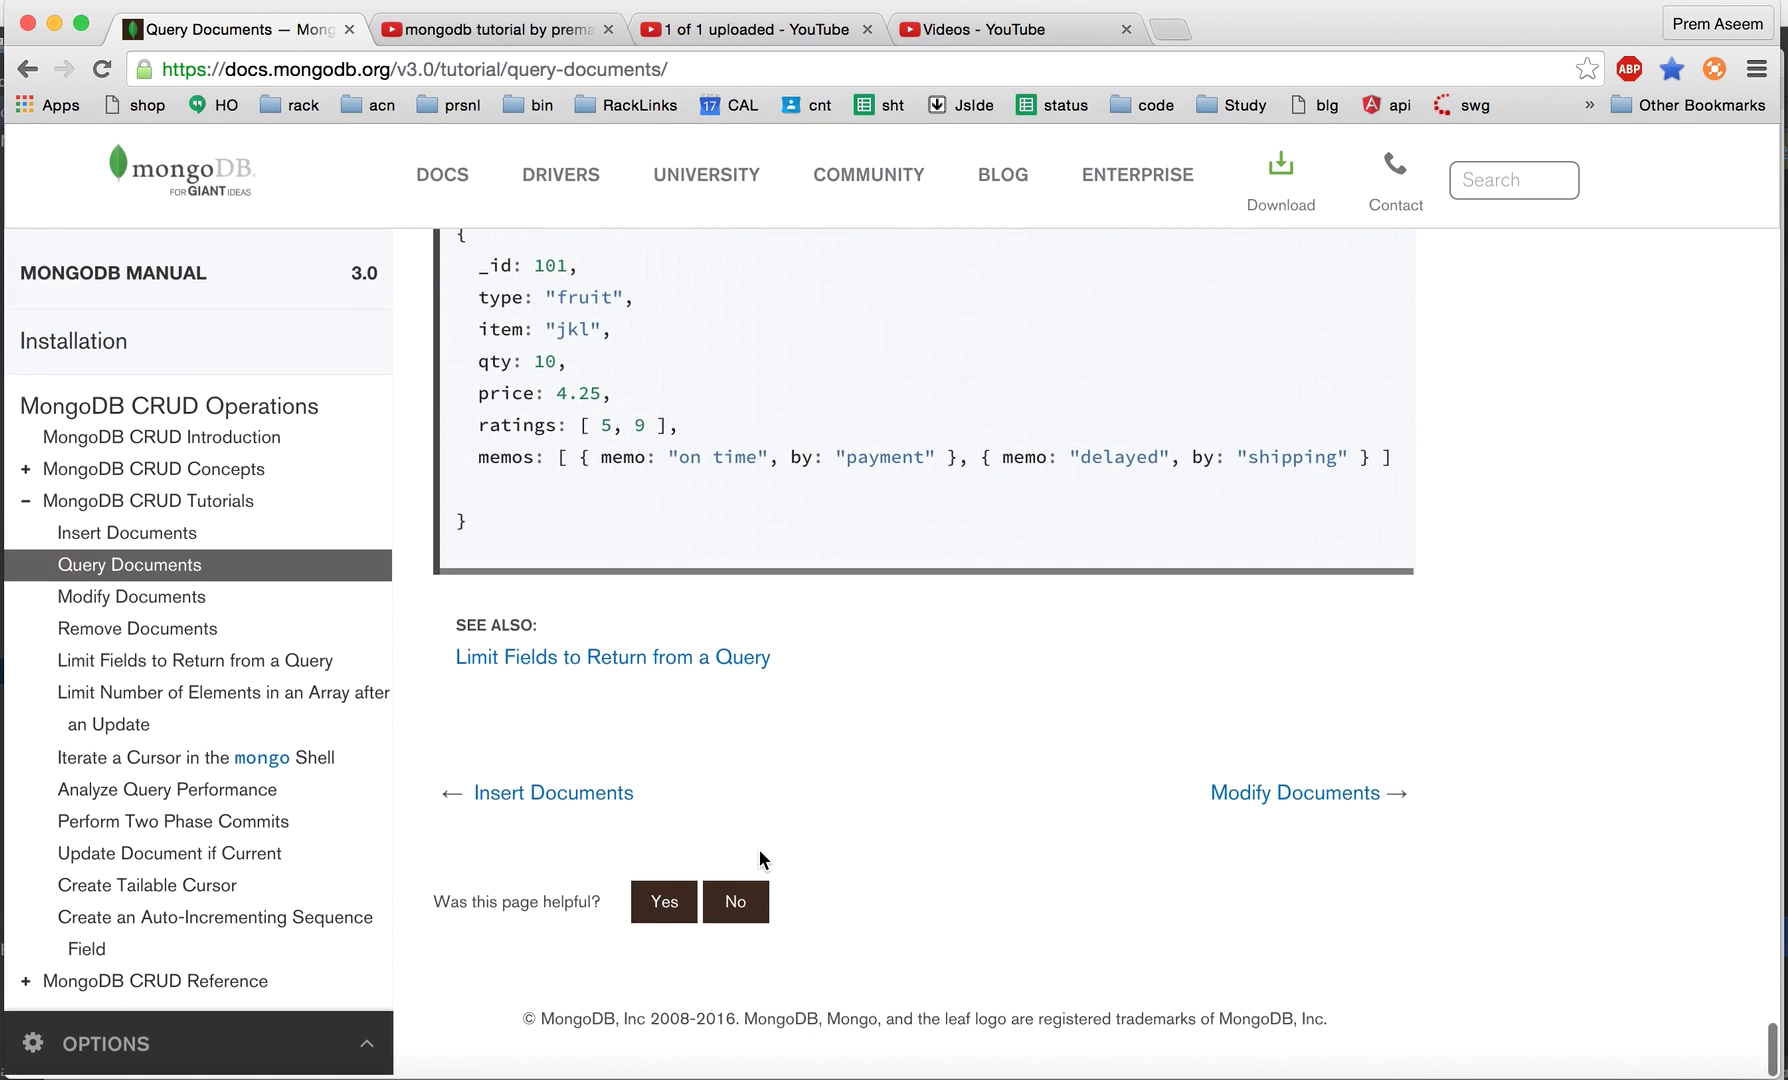 Query Documents — Mong
mongodb tutorial by prema
1 of 1 uploaded - YouTube
Videos - YouTube
Prem Aseem
https://docs.mongodb.org/v3.0/tutorial/query-documents/
ABP
Apps
shop
HO
rack
acn
prsnl
bin
RackLinks
17 CAL
cnt
sht
Jslde
status
code
Study
blg
api
swg
»
Other Bookmarks
mongoDB.
FOR GIANT IDEAS
DOCS
DRIVERS
UNIVERSITY
COMMUNITY
BLOG
ENTERPRISE
Download
Contact
Search
MONGODB MANUAL 3.0
Installation
MongoDB CRUD Operations
MongoDB CRUD Introduction
+ MongoDB CRUD Concepts
– MongoDB CRUD Tutorials
Insert Documents
Query Documents
Modify Documents
Remove Documents
Limit Fields to Return from a Query
Limit Number of Elements in an Array after
an Update
Iterate a Cursor in the mongo Shell
Analyze Query Performance
Perform Two Phase Commits
Update Document if Current
Create Tailable Cursor
Create an Auto-Incrementing Sequence
Field
+ MongoDB CRUD Reference
OPTIONS
{
_id: 101,
type: "fruit",
item: "jkl",
qty: 10,
price: 4.25,
ratings: [ 5, 9 ],
memos: [ { memo: "on time", by: "payment" }, { memo: "delayed", by: "shipping" } ]
}
SEE ALSO:
Limit Fields to Return from a Query
← Insert Documents
Modify Documents →
Was this page helpful?
Yes
No
© MongoDB, Inc 2008-2016. MongoDB, Mongo, and the leaf logo are registered trademarks of MongoDB, Inc.